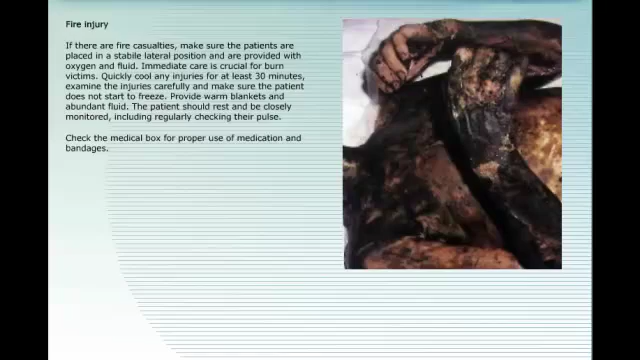 Fire injury
If there are fire casualties, make sure the patients are
placed in a stabile lateral position and are provided with
oxygen and fluid. Immediate care is crucial for burn
victims. Quickly cool any injuries for at least 30 minutes,
examine the injuries carefully and make sure the patient
does not start to freeze. Provide warm blankets and
abundant fluid. The patient should rest and be closely
monitored, including regularly checking their pulse.
Check the medical box for proper use of medication and
bandages.